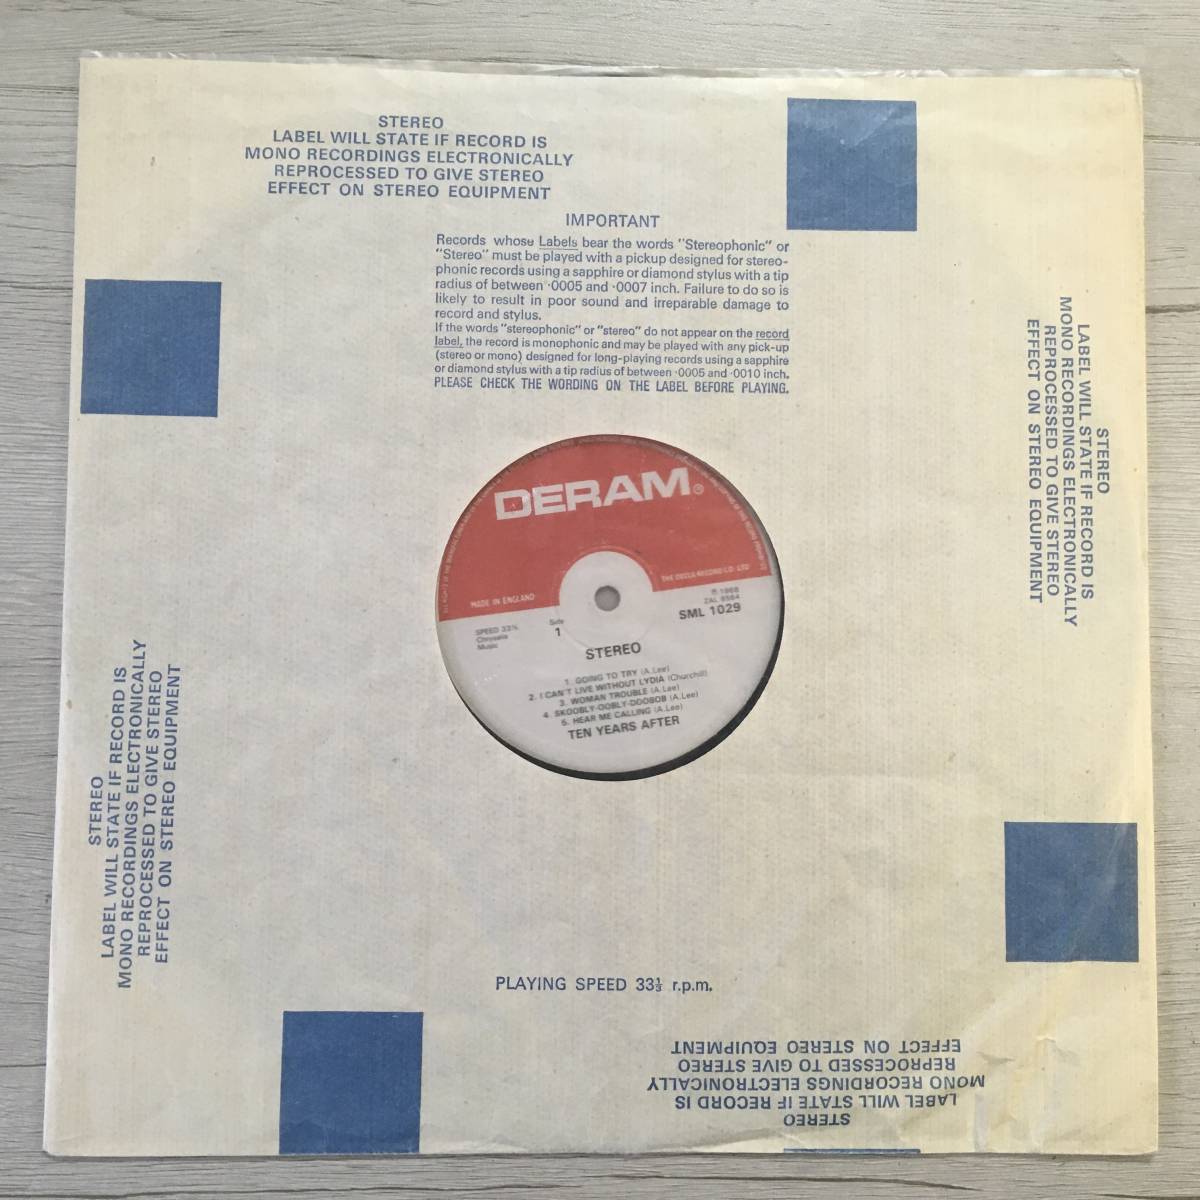 STEREO
LABEL WILL STATE IF RECORD IS
MONO RECORDINGS ELECTRONICALLY
REPROCESSED TO GIVE STEREO
EFFECT ON STEREO EQUIPMENT
IMPORTANT
Records whose Labels bear the words "Stereophonic" or
"Stereo" must be played with a pickup designed for stereo-
phonic records using a sapphire or diamond stylus with a tip
radius of between ·0005 and ·0007 inch. Failure to do so is
likely to result in poor sound and irreparable damage to
record and stylus.
If the words "stereophonic" or "stereo" do not appear on the record
label, the record is monophonic and may be played with any pick-up
(stereo or mono) designed for long-playing records using a sapphire
or diamond stylus with a tip radius of between ·0005 and ·0010 inch.
PLEASE CHECK THE WORDING ON THE LABEL BEFORE PLAYING.
STEREO
LABEL WILL STATE IF RECORD IS
MONO RECORDINGS ELECTRONICALLY
REPROCESSED TO GIVE STEREO
EFFECT ON STEREO EQUIPMENT
DERAM®
MADE IN ENGLAND
THE DECCA RECORD CO. LTD
℗ 1968
ZAL 8564
SML 1029
SPEED 33⅓
Chrysalis
Music
Side
1
STEREO
1. GOING TO TRY (A.Lee)
2. I CAN'T LIVE WITHOUT LYDIA (Churchill)
3. WOMAN TROUBLE (A.Lee)
4. SKOOBLY-OOBLY-DOOBOB (A.Lee)
5. HEAR ME CALLING (A.Lee)
TEN YEARS AFTER
STEREO
LABEL WILL STATE IF RECORD IS
MONO RECORDINGS ELECTRONICALLY
REPROCESSED TO GIVE STEREO
EFFECT ON STEREO EQUIPMENT
PLAYING SPEED 33⅓ r.p.m.
STEREO
LABEL WILL STATE IF RECORD IS
MONO RECORDINGS ELECTRONICALLY
REPROCESSED TO GIVE STEREO
EFFECT ON STEREO EQUIPMENT